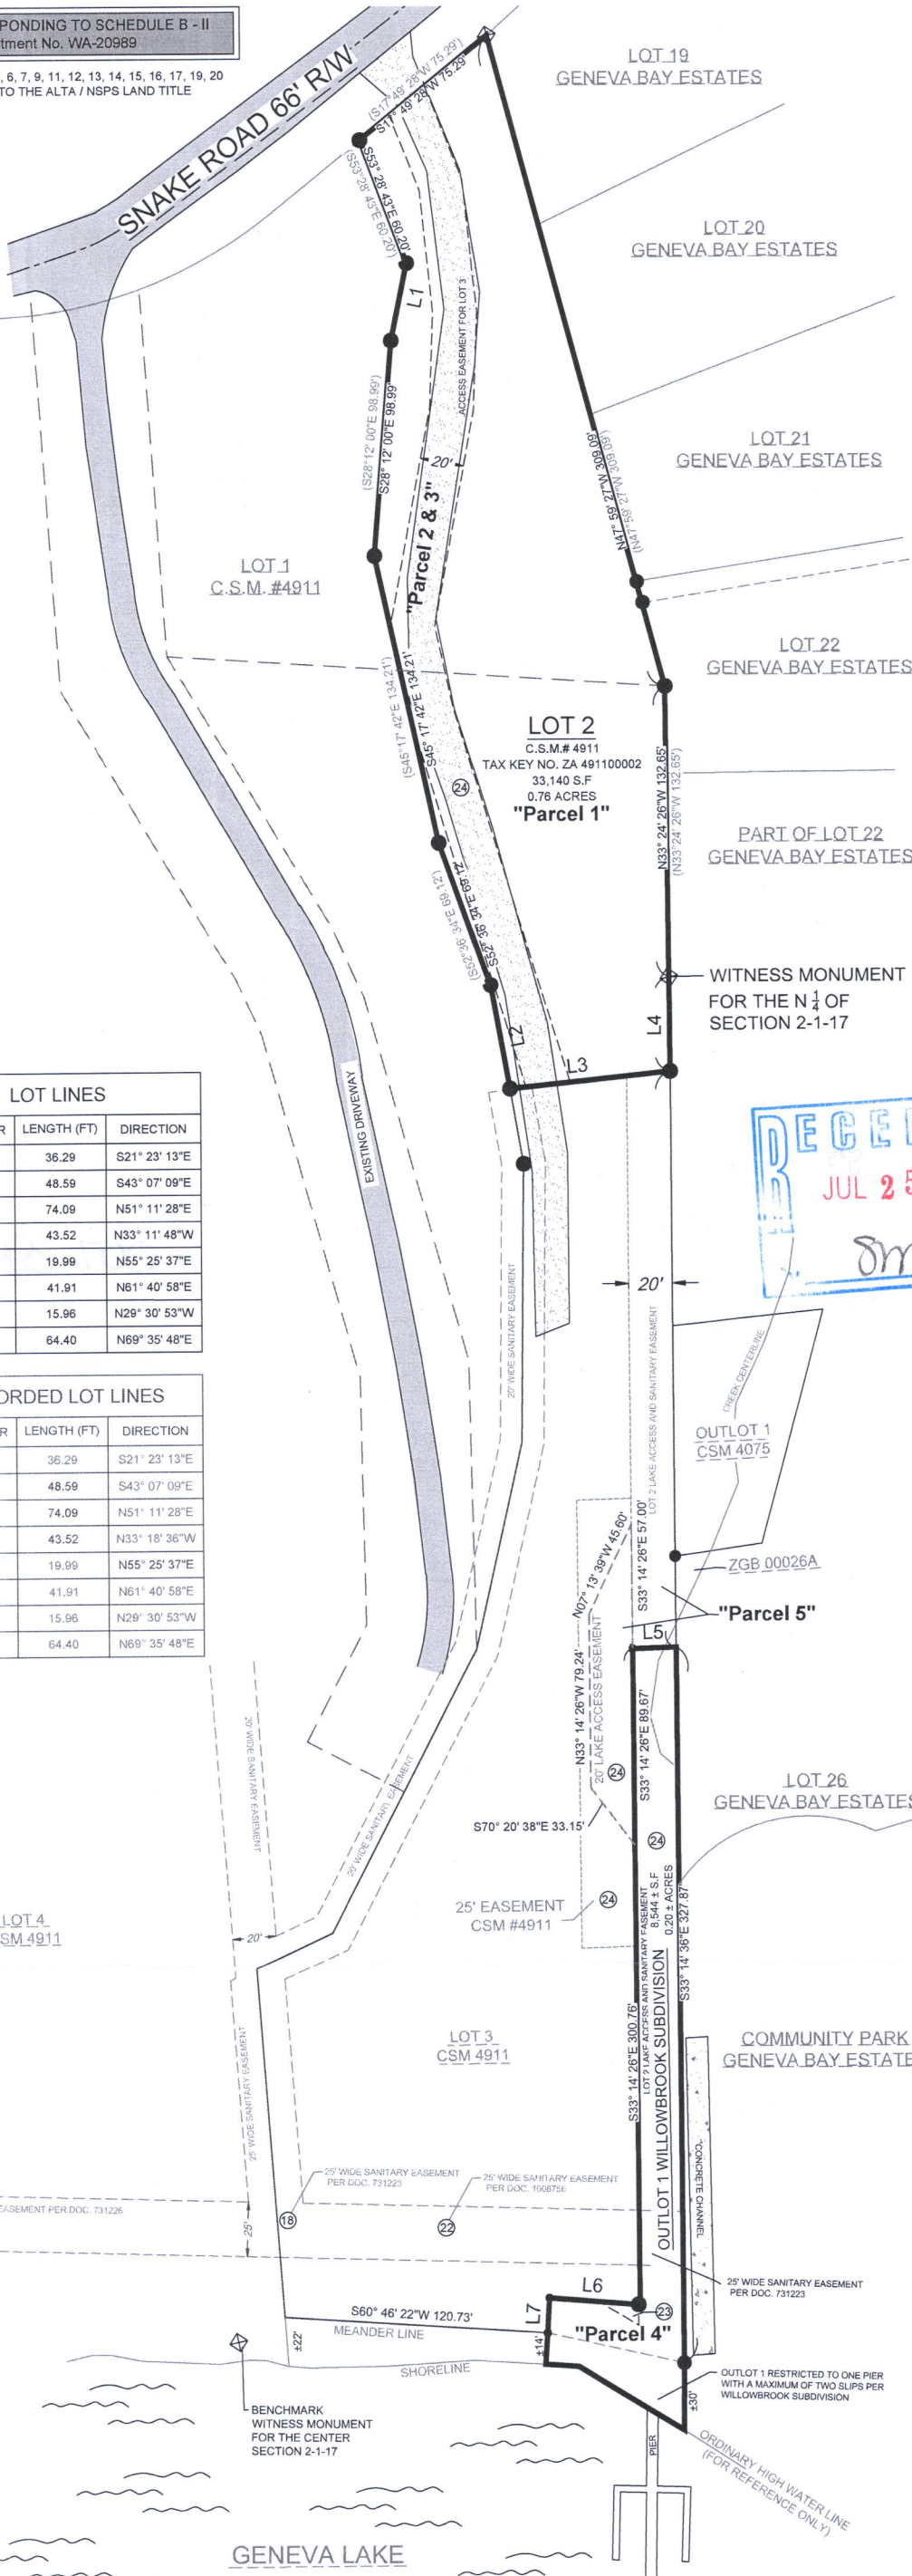 PONDING TO SCHEDULE B - II
tment No. WA-20989
, 6, 7, 9, 11, 12, 13, 14, 15, 16, 17, 19, 20
TO THE ALTA / NSPS LAND TITLE
SNAKE ROAD 66' R/W
(S17°49'28"W 75.29')
S17° 49' 28"W 75.29'
S53° 28' 43"E 60.20'
(S53°28'43"E 60.20')
LOT 19
GENEVA BAY ESTATES
LOT 20
GENEVA BAY ESTATES
L1
ACCESS EASEMENT FOR LOT 3
(S28°12' 00"E 98.99')
S28° 12' 00"E 98.99'
20'
"Parcel 2 & 3"
N47° 59' 27"W 309.09'
(N47°59' 27"W 309.09')
LOT 21
GENEVA BAY ESTATES
LOT 1
C.S.M. #4911
LOT 22
GENEVA BAY ESTATES
(S45°17' 42"E 134.21')
S45° 17' 42"E 134.21'
LOT 2
C.S.M.# 4911
TAX KEY NO. ZA 491100002
33,140 S.F
0.76 ACRES
"Parcel 1"
24
N33° 24' 26"W 132.65'
(N33°24' 26"W 132.65')
PART OF LOT 22
GENEVA BAY ESTATES
(S52°36' 34"E 69.12')
S52° 36' 34"E 69.12'
WITNESS MONUMENT
FOR THE N 1/4 OF
SECTION 2-1-17
L2
L3
L4
LOT LINES
R LENGTH (FT) DIRECTION
36.29 S21° 23' 13"E
48.59 S43° 07' 09"E
74.09 N51° 11' 28"E
43.52 N33° 11' 48"W
19.99 N55° 25' 37"E
41.91 N61° 40' 58"E
15.96 N29° 30' 53"W
64.40 N69° 35' 48"E
EXISTING DRIVEWAY
JUL 25
20'
20' WIDE SANITARY EASEMENT
LOT 2 LAKE ACCESS AND SANITARY EASEMENT
CREEK CENTERLINE
ORDED LOT LINES
R LENGTH (FT) DIRECTION
36.29 S21° 23' 13"E
48.59 S43° 07' 09"E
74.09 N51° 11' 28"E
43.52 N33° 18' 36"W
19.99 N55° 25' 37"E
41.91 N61° 40' 58"E
15.96 N29° 30' 53"W
64.40 N69° 35' 48"E
OUTLOT 1
CSM 4075
N07° 13' 39"W 45.60'
S33° 14' 26"E 57.00'
ZGB 00026A
"Parcel 5"
L5
N33° 14' 26"W 79.24'
20' LAKE ACCESS EASEMENT
S33° 14' 26"E 89.67'
24
20' WIDE SANITARY EASEMENT
20' WIDE SANITARY EASEMENT
LOT 26
GENEVA BAY ESTATES
S70° 20' 38"E 33.15'
24
25' EASEMENT
CSM #4911
24
LOT 4
SM 4911
20'
LOT 2 LAKE ACCESS AND SANITARY EASEMENT
8,544 ± S.F
0.20 ± ACRES
S33° 14' 36"E 327.87'
S33° 14' 26"E 300.76'
OUTLOT 1 WILLOWBROOK SUBDIVISION
LOT 3
CSM 4911
COMMUNITY PARK
GENEVA BAY ESTATE
25' WIDE SANITARY EASEMENT
"CONCRETE CHANNEL
25' WIDE SANITARY EASEMENT
PER DOC. 731223
25' WIDE SANITARY EASEMENT
PER DOC. 1008756
EASEMENT PER DOC. 731226
18
22
25'
25' WIDE SANITARY EASEMENT
PER DOC. 731223
L6
L7
23
"Parcel 4"
S60° 46' 22"W 120.73'
MEANDER LINE
±22'
±14'
SHORELINE
OUTLOT 1 RESTRICTED TO ONE PIER
WITH A MAXIMUM OF TWO SLIPS PER
WILLOWBROOK SUBDIVISION
±30'
BENCHMARK
WITNESS MONUMENT
FOR THE CENTER
SECTION 2-1-17
PIER
ORDINARY HIGH WATER LINE
(FOR REFERENCE ONLY)
GENEVA LAKE